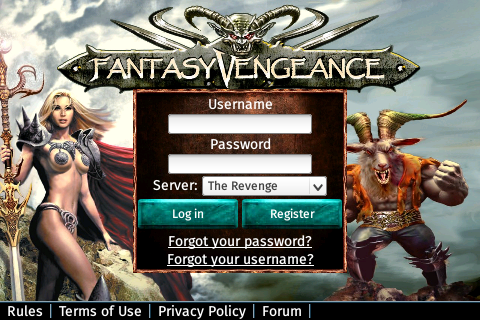 FANTASYVENGEANCE
Username
Password
Server: The Revenge
Log in Register
Forgot your password?
Forgot your username?
Rules | Terms of Use | Privacy Policy | Forum |